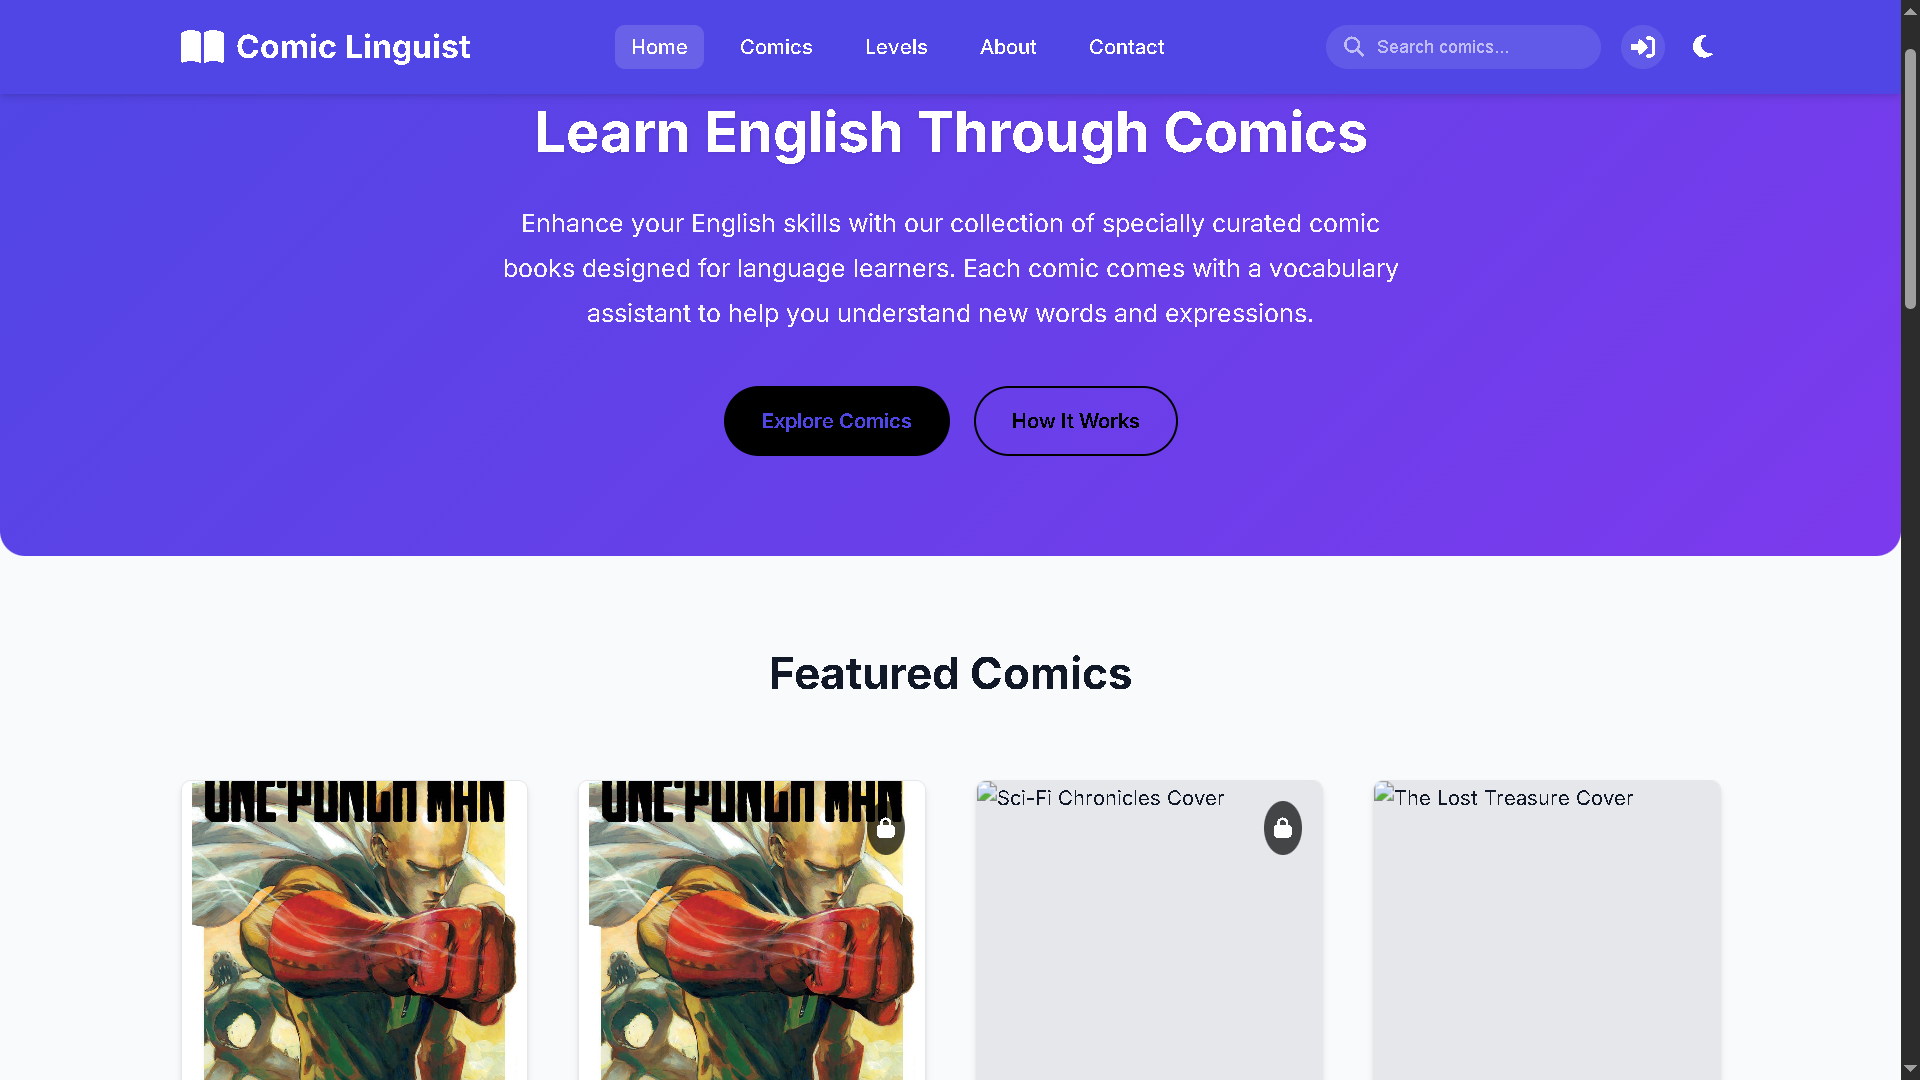 Comic Linguist
Home
Comics
Levels
About
Contact
Search comics...
Learn English Through Comics
Enhance your English skills with our collection of specially curated comic
books designed for language learners. Each comic comes with a vocabulary
assistant to help you understand new words and expressions.
Explore Comics
How It Works
Featured Comics
ONE-PUNCH MAN
ONE-PUNCH MAN
Sci-Fi Chronicles Cover
The Lost Treasure Cover